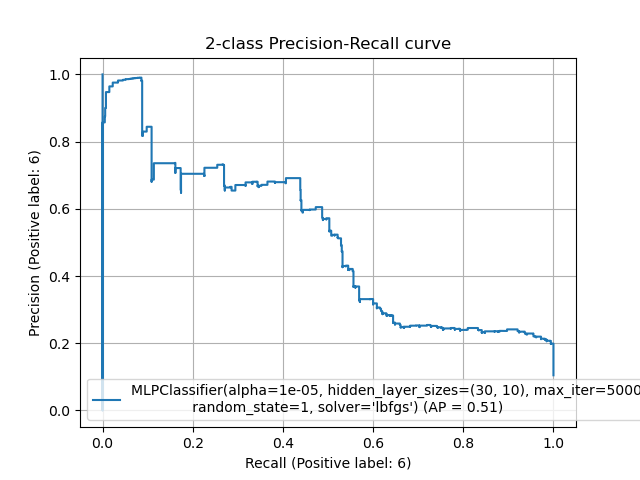 2-class Precision-Recall curve
Precision (Positive label: 6)
1.0
0.8
0.6
0.4
0.2
0.0
MLPClassifier(alpha=1e-05, hidden_layer_sizes=(30, 10), max_iter=5000
random_state=1, solver='lbfgs') (AP = 0.51)
0.0 0.2 0.4 0.6 0.8 1.0
Recall (Positive label: 6)